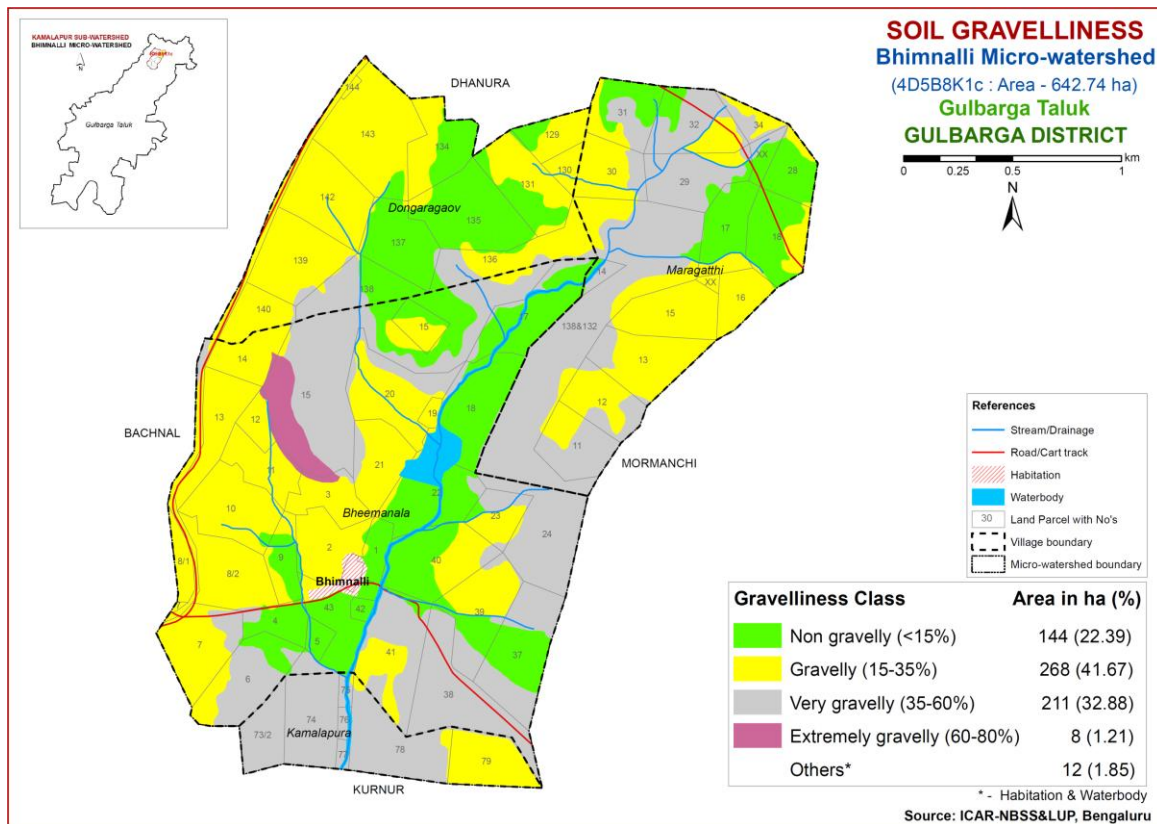 KAMALAPUR SUB-WATERSHED
BHIMNALLI MICRO-WATERSHED
N
Gulbarga Taluk
SOIL GRAVELLINESS
Bhimnalli Micro-watershed
(4D5B8K1c : Area - 642.74 ha)
Gulbarga Taluk
GULBARGA DISTRICT
km
0 0.25 0.5 1
N
DHANURA
144
143
134
129
130
131
142
Dongaragaov
135
137
136
139
138
140
31
32
34
XX
30
29
28
17
18
14
Maragatthi
XX
16
15
138&132
13
12
11
17
15
14
15
20
19
18
13
12
BACHNAL
MORMANCHI
11
21
3
22
10
Bheemanala
23
24
2
1
9
40
8/1
8/2
Bhimnalli
43
42
39
4
5
37
7
41
6
38
75
74
76
73/2
Kamalapura
77
78
79
KURNUR
References
Stream/Drainage
Road/Cart track
Habitation
Waterbody
30 Land Parcel with No's
Village boundary
Micro-watershed boundary
Gravelliness Class Area in ha (%)
Non gravelly (<15%) 144 (22.39)
Gravelly (15-35%) 268 (41.67)
Very gravelly (35-60%) 211 (32.88)
Extremely gravelly (60-80%) 8 (1.21)
Others* 12 (1.85)
* - Habitation & Waterbody
Source: ICAR-NBSS&LUP, Bengaluru